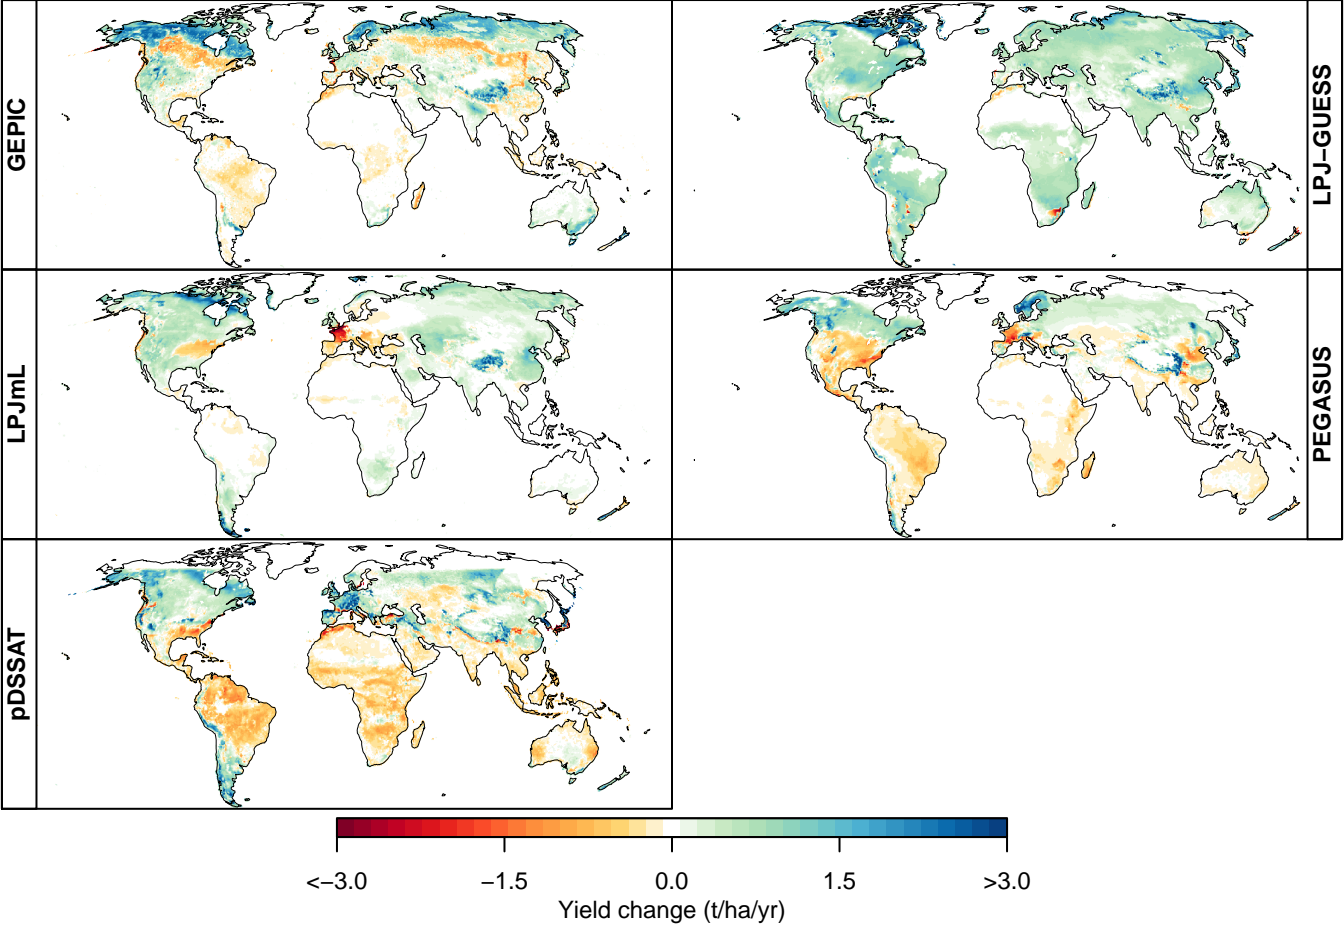 GEPIC
LPJ−GUESS
LPJmL
PEGASUS
pDSSAT
<−3.0
−1.5
0.0
1.5
>3.0
Yield change (t/ha/yr)